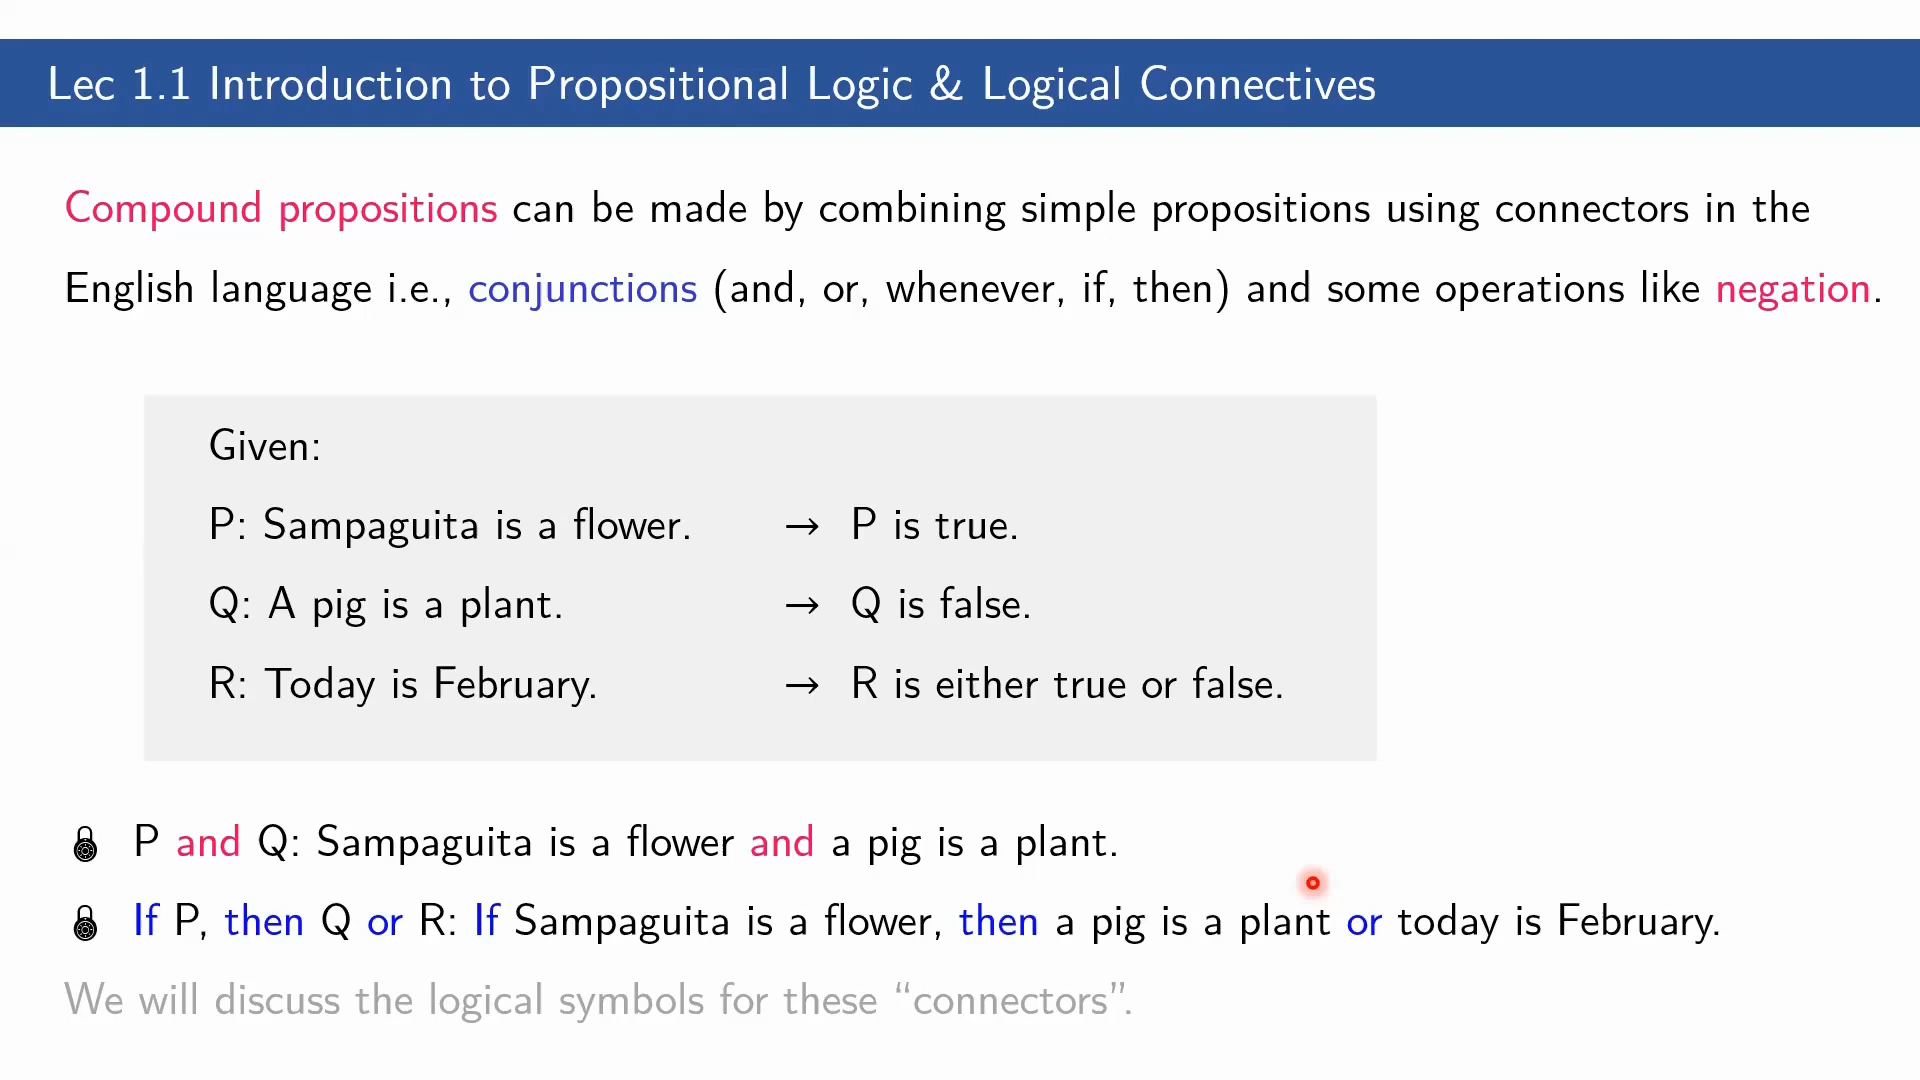 Lec 1.1 Introduction to Propositional Logic & Logical Connectives
Compound propositions can be made by combining simple propositions using connectors in the
English language i.e., conjunctions (and, or, whenever, if, then) and some operations like negation.
Given:
P: Sampaguita is a flower. → P is true.
Q: A pig is a plant. → Q is false.
R: Today is February. → R is either true or false.
P and Q: Sampaguita is a flower and a pig is a plant.
If P, then Q or R: If Sampaguita is a flower, then a pig is a plant or today is February.
We will discuss the logical symbols for these “connectors”.